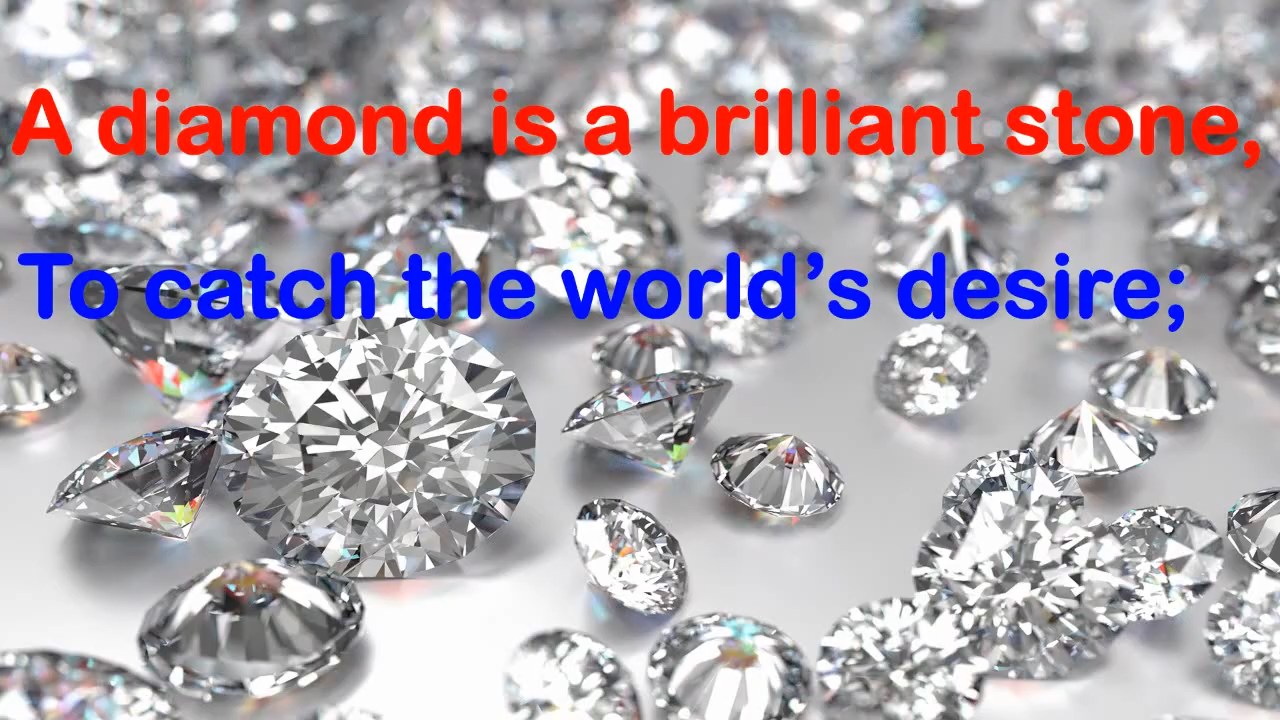 A diamond is a brilliant stone,
To catch the world’s desire;